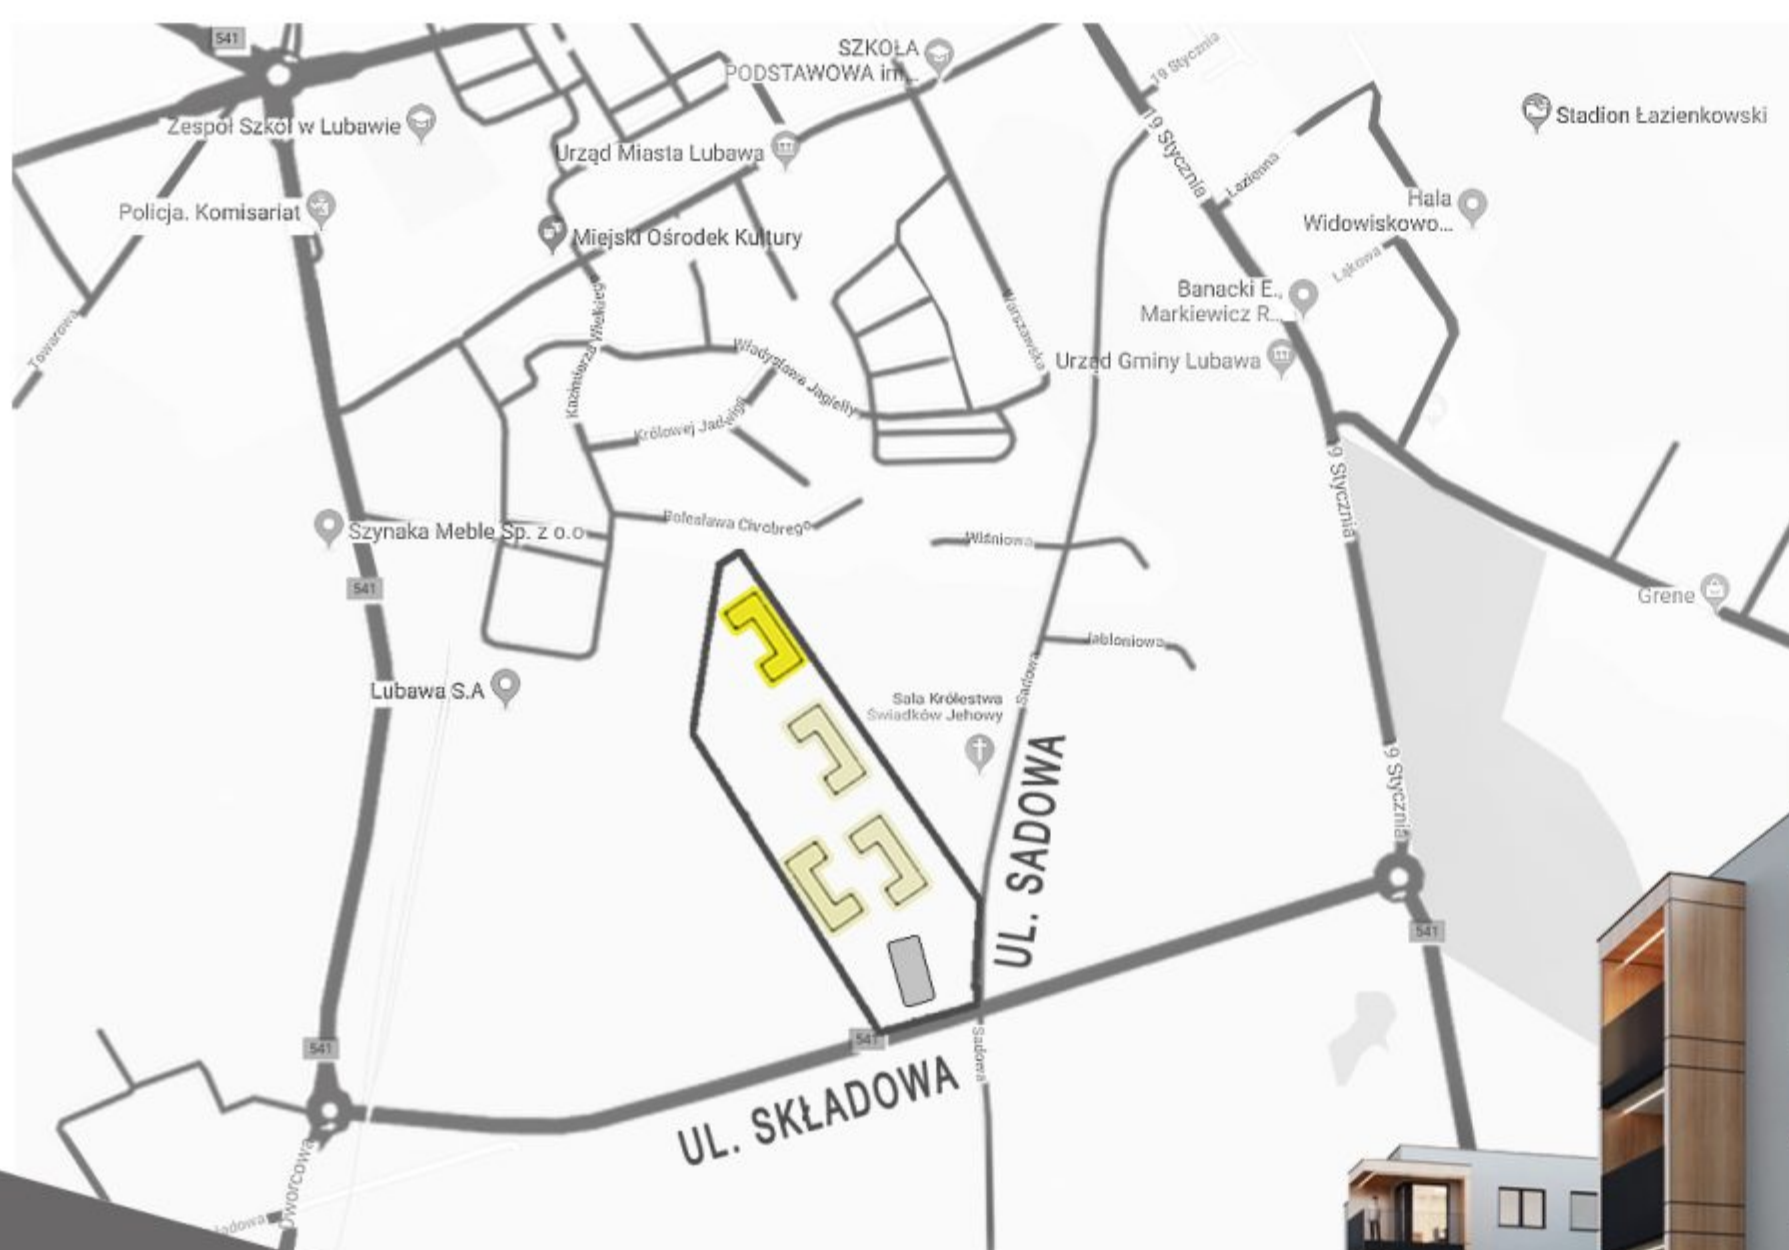 541
SZKOŁA
PODSTAWOWA im...
19 Stycznia
Zespół Szkół w Lubawie
Urząd Miasta Lubawa
19 Stycznia
Stadion Łazienkowski
Łazienna
Policja. Komisariat
Miejski Ośrodek Kultury
Hala
Widowiskowo...
Łąkowa
Kazimierza Wielkiego
Banacki E.,
Markiewicz R...
Warszawska
Towarowa
Władysława Jagiełły
Urząd Gminy Lubawa
Królowej Jadwigi
19 Stycznia
Szynaka Meble Sp. z o.o
Bolesława Chrobrego
Wiśniowa
541
Grene
Jabłoniowa
Sadowa
Lubawa S.A
Sala Królestwa
Świadków Jehowy
UL. SADOWA
19 Stycznia
541
541
541
Sadowa
UL. SKŁADOWA
Dworcowa
ładowa